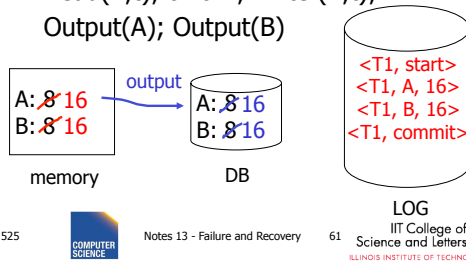 Output(A); Output(B)
output
A: 8 16
B: 8 16
memory
A: 8 16
B: 8 16
DB
<T1, start>
<T1, A, 16>
<T1, B, 16>
<T1, commit>
LOG
525
COMPUTER
SCIENCE
Notes 13 - Failure and Recovery
61
IIT College of
Science and Letters
ILLINOIS INSTITUTE OF